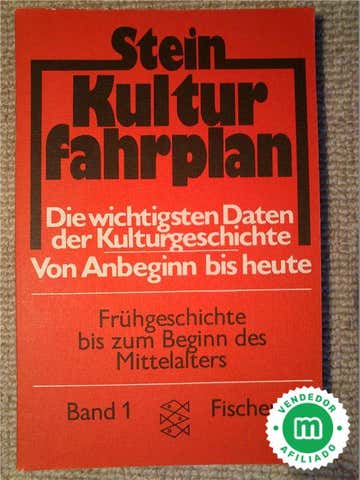 Stein
Kultur
fahrplan
Die wichtigsten Daten
der Kulturgeschichte
Von Anbeginn bis heute
Frühgeschichte
bis zum Beginn des
Mittelalters
Band 1
Fischer
VENDEDOR
m
AFILIADO